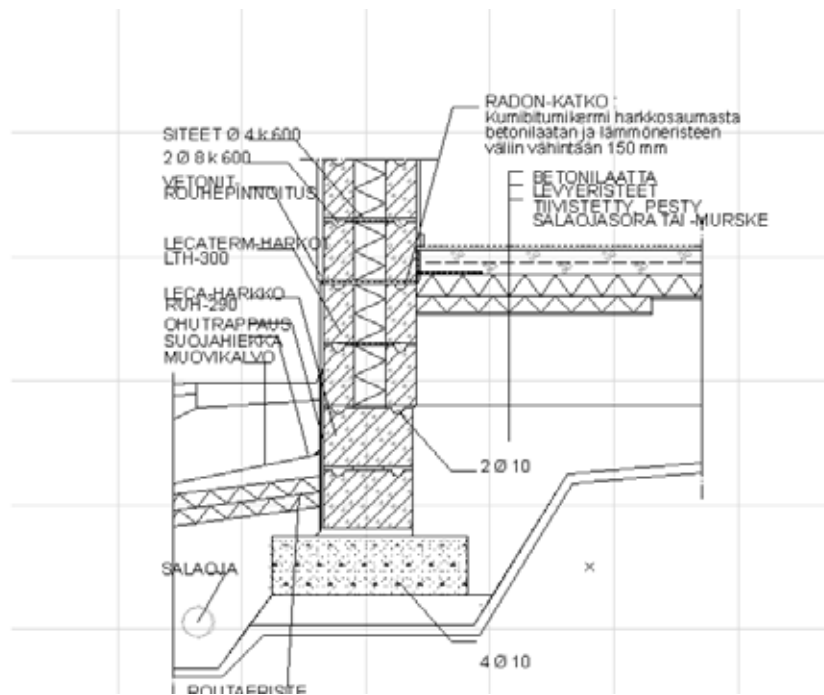 RADON-KATKO :
Kumibitumikermi harkkosaumasta
betonilaatan ja lämmöneristeen
väliin vähintään 150 mm
SITEET Ø 4 k 600
2 Ø 8 k 600
VETONIT
ROUHEPINNOITUS
BETONILAATTA
LEVYERISTEET
TIIVISTETTY, PESTY
SALAOJASORA TAI -MURSKE
LECATERM-HARKOT
LTH-300
LECA-HARKKO
RUH-290
OHUTRAPPAUS
SUOJAHIEKKA
MUOVIKALVO
2 Ø 10
SALAOJA
4 Ø 10
ROUTAERISTE